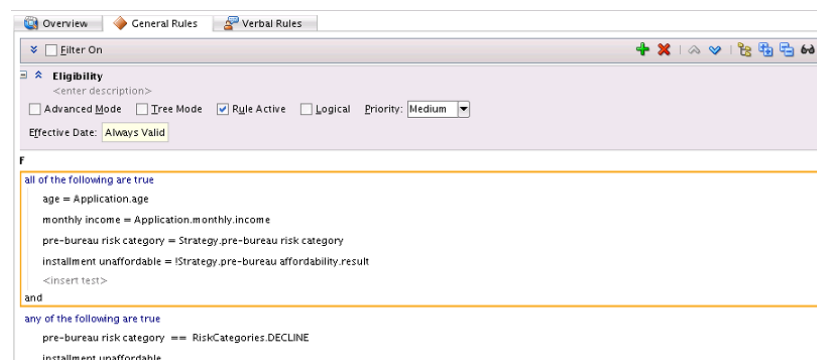 Overview General Rules Verbal Rules
Filter On
Eligibility
<enter description>
Advanced Mode Tree Mode Rule Active Logical Priority: Medium
Effective Date: Always Valid
F
all of the following are true
age = Application.age
monthly income = Application.monthly.income
pre-bureau risk category = Strategy.pre-bureau risk category
installment unaffordable = !Strategy.pre-bureau affordability.result
<insert test>
and
any of the following are true
pre-bureau risk category == RiskCategories.DECLINE
installment unaffordable